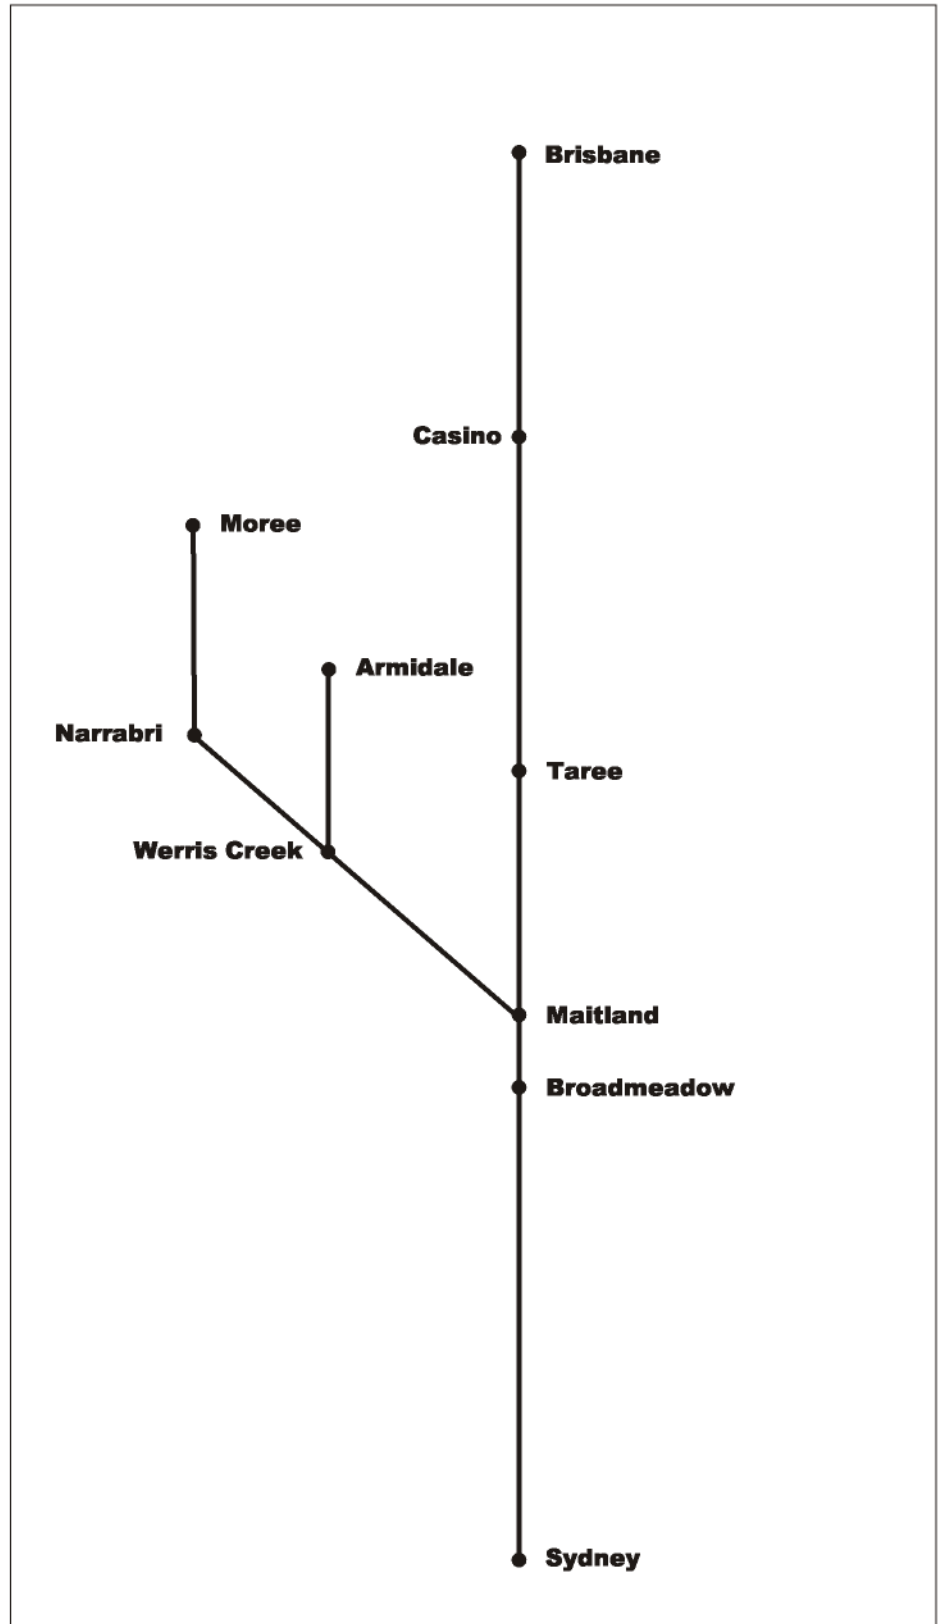 Brisbane
Casino
Moree
Armidale
Narrabri
Taree
Werris Creek
Maitland
Broadmeadow
Sydney